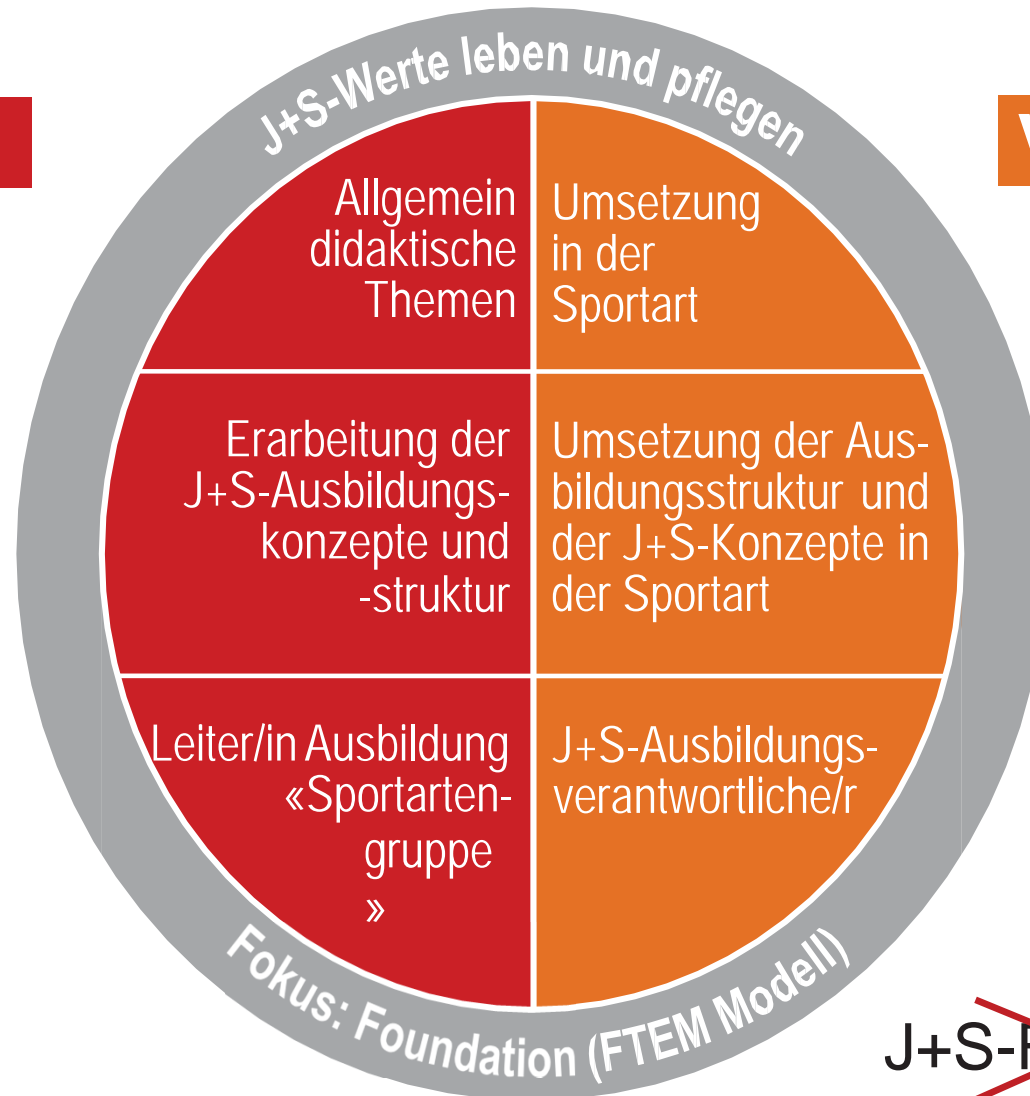 J+S-Werte leben und pflegen
Allgemein
didaktische
Themen
Umsetzung
in der
Sportart
Erarbeitung der
J+S-Ausbildungs-
konzepte und
-struktur
Umsetzung der Aus-
bildungsstruktur und
der J+S-Konzepte in
der Sportart
Leiter/in Ausbildung
«Sportarten-
gruppe
»
J+S-Ausbildungs-
verantwortliche/r
Fokus: Foundation (FTEM Modell)